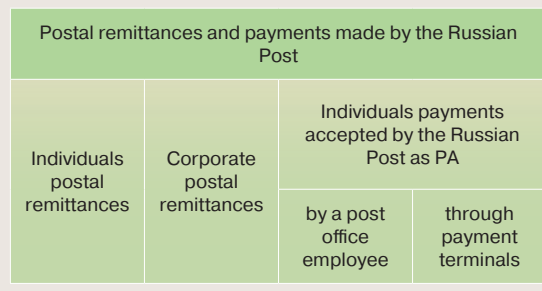 Postal remittances and payments made by the Russian
Post
Individuals
postal
remittances
Corporate
postal
remittances
Individuals payments
accepted by the Russian
Post as PA
by a post
office
employee
through
payment
terminals